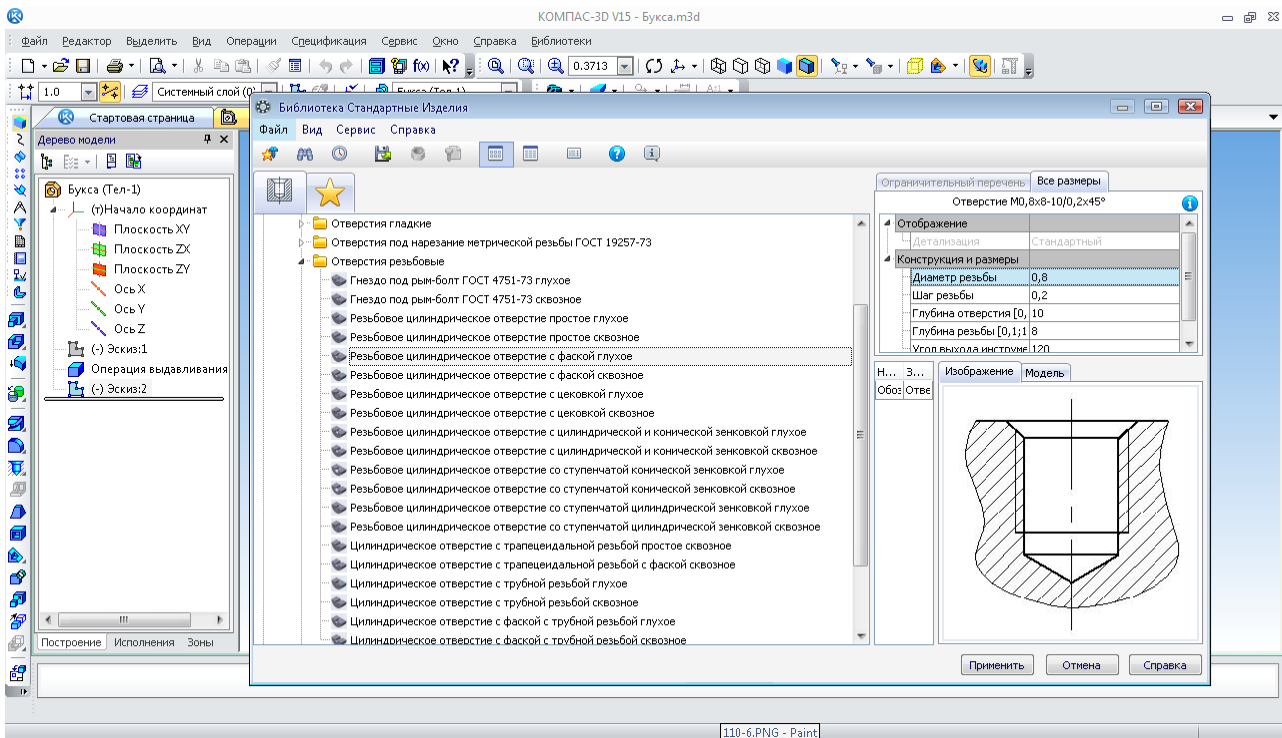 КОМПАС-3D V15 - Букса.m3d
Файл Редактор Выделить Вид Операции Спецификация Сервис Окно Справка Библиотеки
0.3713
1.0 Системный слой (0)
Стартовая страница
Дерево модели
Букса (Тел-1)
(т)Начало координат
Плоскость XY
Плоскость ZX
Плоскость ZY
Ось X
Ось Y
Ось Z
(-) Эскиз:1
Операция выдавливания
(-) Эскиз:2
Построение Исполнения Зоны
Библиотека Стандартные Изделия
Файл Вид Сервис Справка
Отверстия гладкие
Отверстия под нарезание метрической резьбы ГОСТ 19257-73
Отверстия резьбовые
Гнездо под рым-болт ГОСТ 4751-73 глухое
Гнездо под рым-болт ГОСТ 4751-73 сквозное
Резьбовое цилиндрическое отверстие простое глухое
Резьбовое цилиндрическое отверстие простое сквозное
Резьбовое цилиндрическое отверстие с фаской глухое
Резьбовое цилиндрическое отверстие с фаской сквозное
Резьбовое цилиндрическое отверстие с цековкой глухое
Резьбовое цилиндрическое отверстие с цековкой сквозное
Резьбовое цилиндрическое отверстие с цилиндрической и конической зенковкой глухое
Резьбовое цилиндрическое отверстие с цилиндрической и конической зенковкой сквозное
Резьбовое цилиндрическое отверстие со ступенчатой конической зенковкой глухое
Резьбовое цилиндрическое отверстие со ступенчатой конической зенковкой сквозное
Резьбовое цилиндрическое отверстие со ступенчатой цилиндрической зенковкой глухое
Резьбовое цилиндрическое отверстие со ступенчатой цилиндрической зенковкой сквозное
Цилиндрическое отверстие с трапецеидальной резьбой простое сквозное
Цилиндрическое отверстие с трапецеидальной резьбой с фаской сквозное
Цилиндрическое отверстие с трубной резьбой глухое
Цилиндрическое отверстие с трубной резьбой сквозное
Цилиндрическое отверстие с фаской с трубной резьбой глухое
Цилиндрическое отверстие с фаской с трубной резьбой сквозное
Ограничительный перечень Все размеры
Отверстие М0,8х8-10/0,2х45°
Отображение
Детализация Стандартный
Конструкция и размеры
Диаметр резьбы 0,8
Шаг резьбы 0,2
Глубина отверстия [0, 10
Глубина резьбы [0,1;1 8
Угол выхода инструме 120
Н... З...
Обоз Отве
Изображение Модель
Применить Отмена Справка
110-6.PNG - Paint